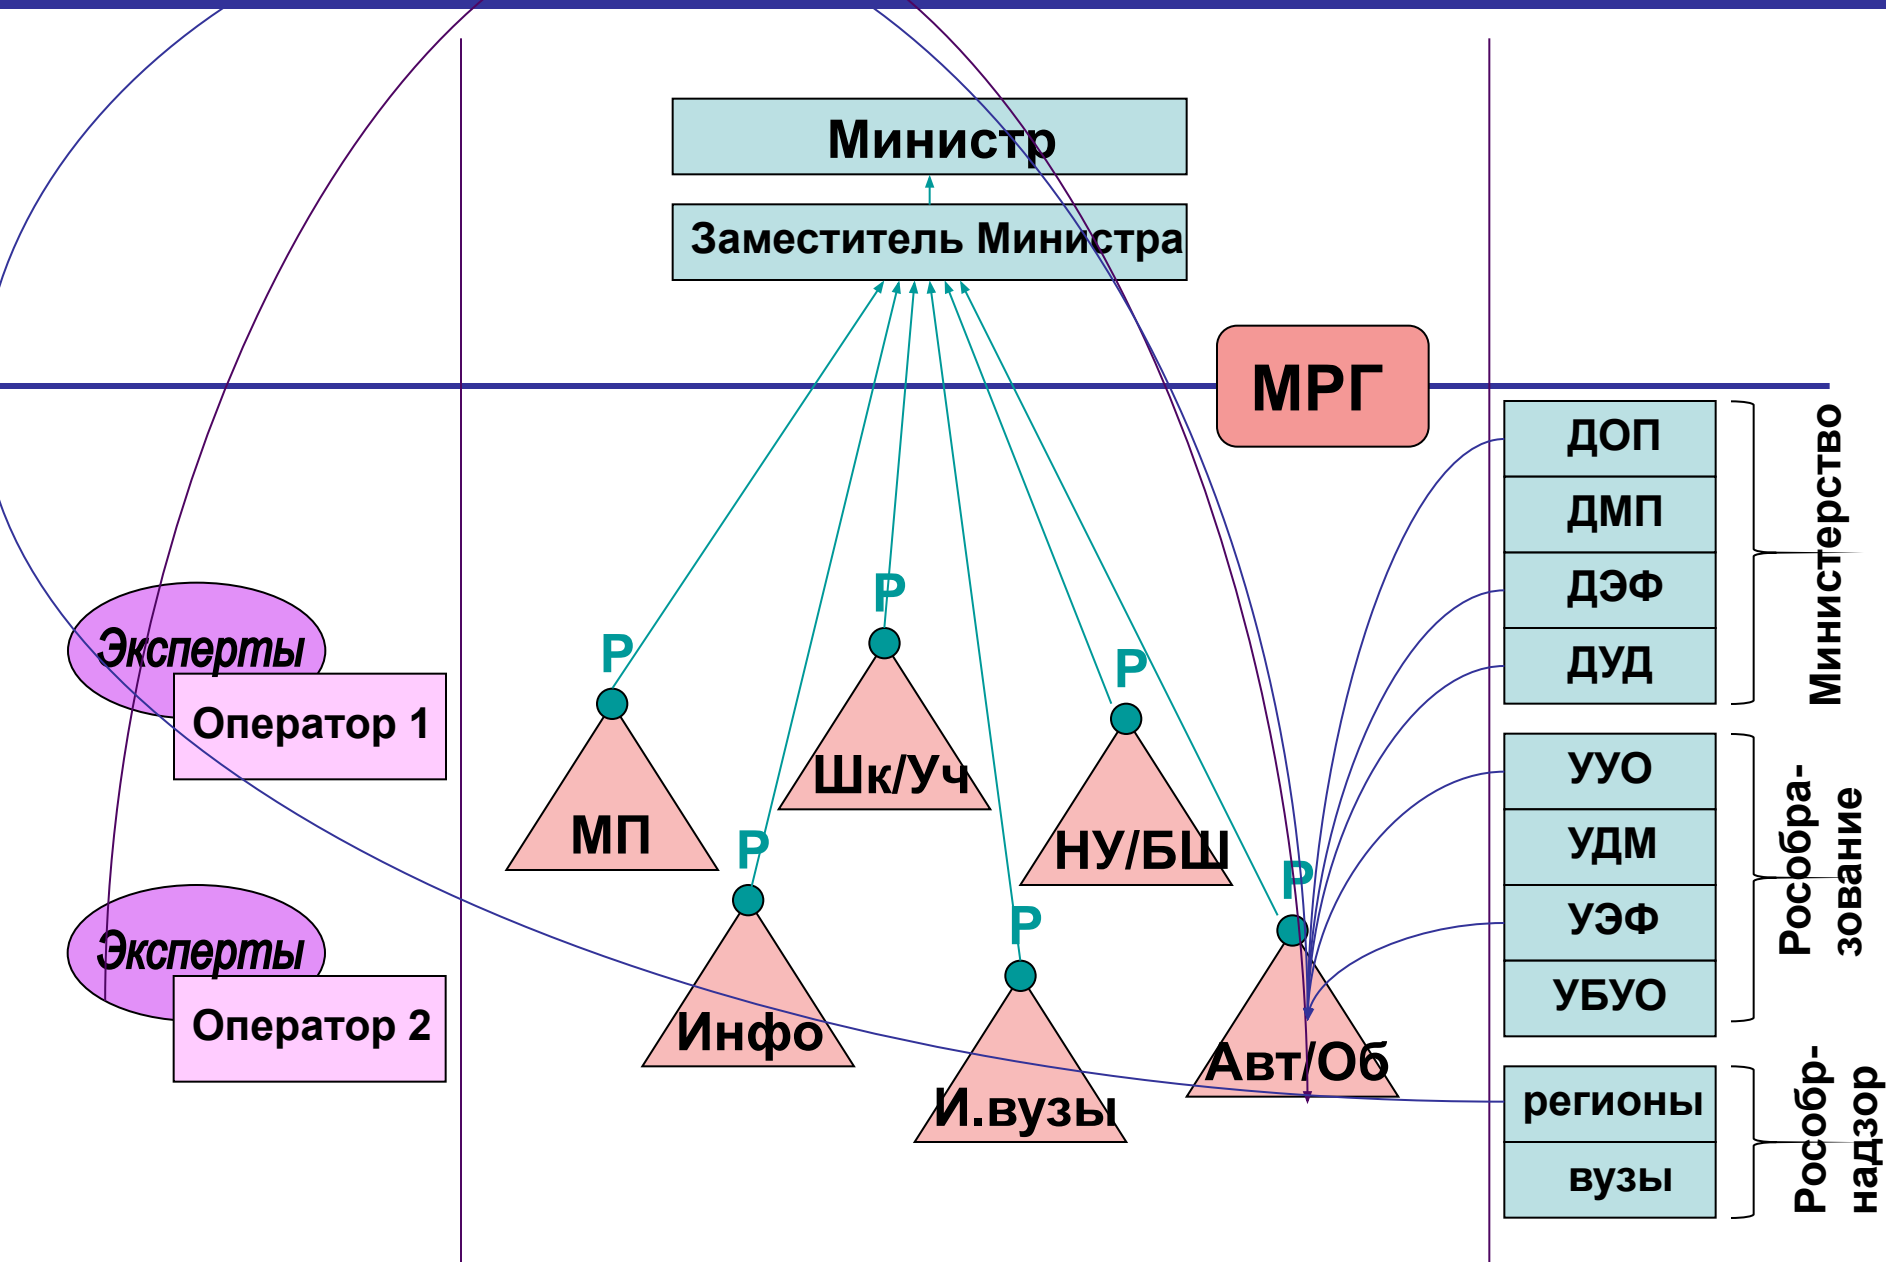 Министр
Заместитель Министра
МРГ
ДОП
ДМП
ДЭФ
ДУД
Министерство
Эксперты
Оператор 1
Р
Р
Р
МП
Шк/Уч
НУ/БШ
УУО
УДМ
УЭФ
УБУО
Рособра-
зование
Эксперты
Оператор 2
Р
Р
Р
Инфо
И.вузы
Авт/Об
регионы
вузы
Рособр-
надзор